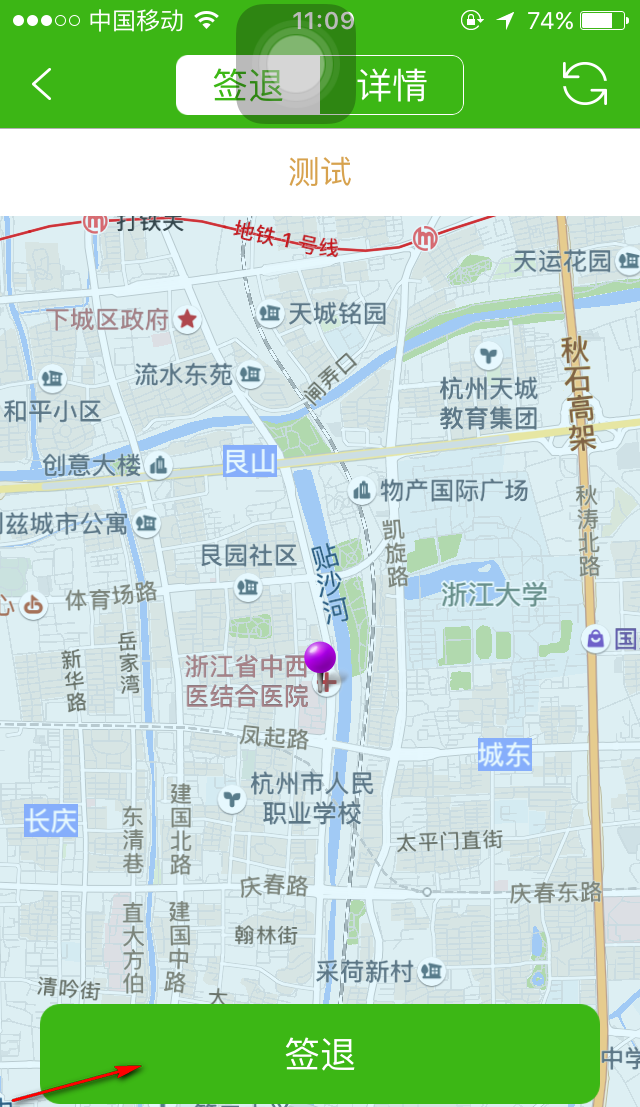 中国移动 11:09 74%
签退 详情
测试
地铁1号线
天运花园
下城区政府
天城铭园
流水东苑
闸弄口
秋石高架
和平小区
杭州天城
教育集团
创意大楼
艮山
物产国际广场
秋涛北路
城市公寓
凯旋路
艮园社区
贴沙河
浙江大学
体育场路
岳家湾
国
新华路
浙江省中西
医结合医院
凤起路
城东
杭州市人民
职业学校
建国北路
长庆
东清巷
太平门直街
庆春路
庆春东路
直大方伯
建国中路
翰林街
采荷新村
清吟街
大
签退
中学